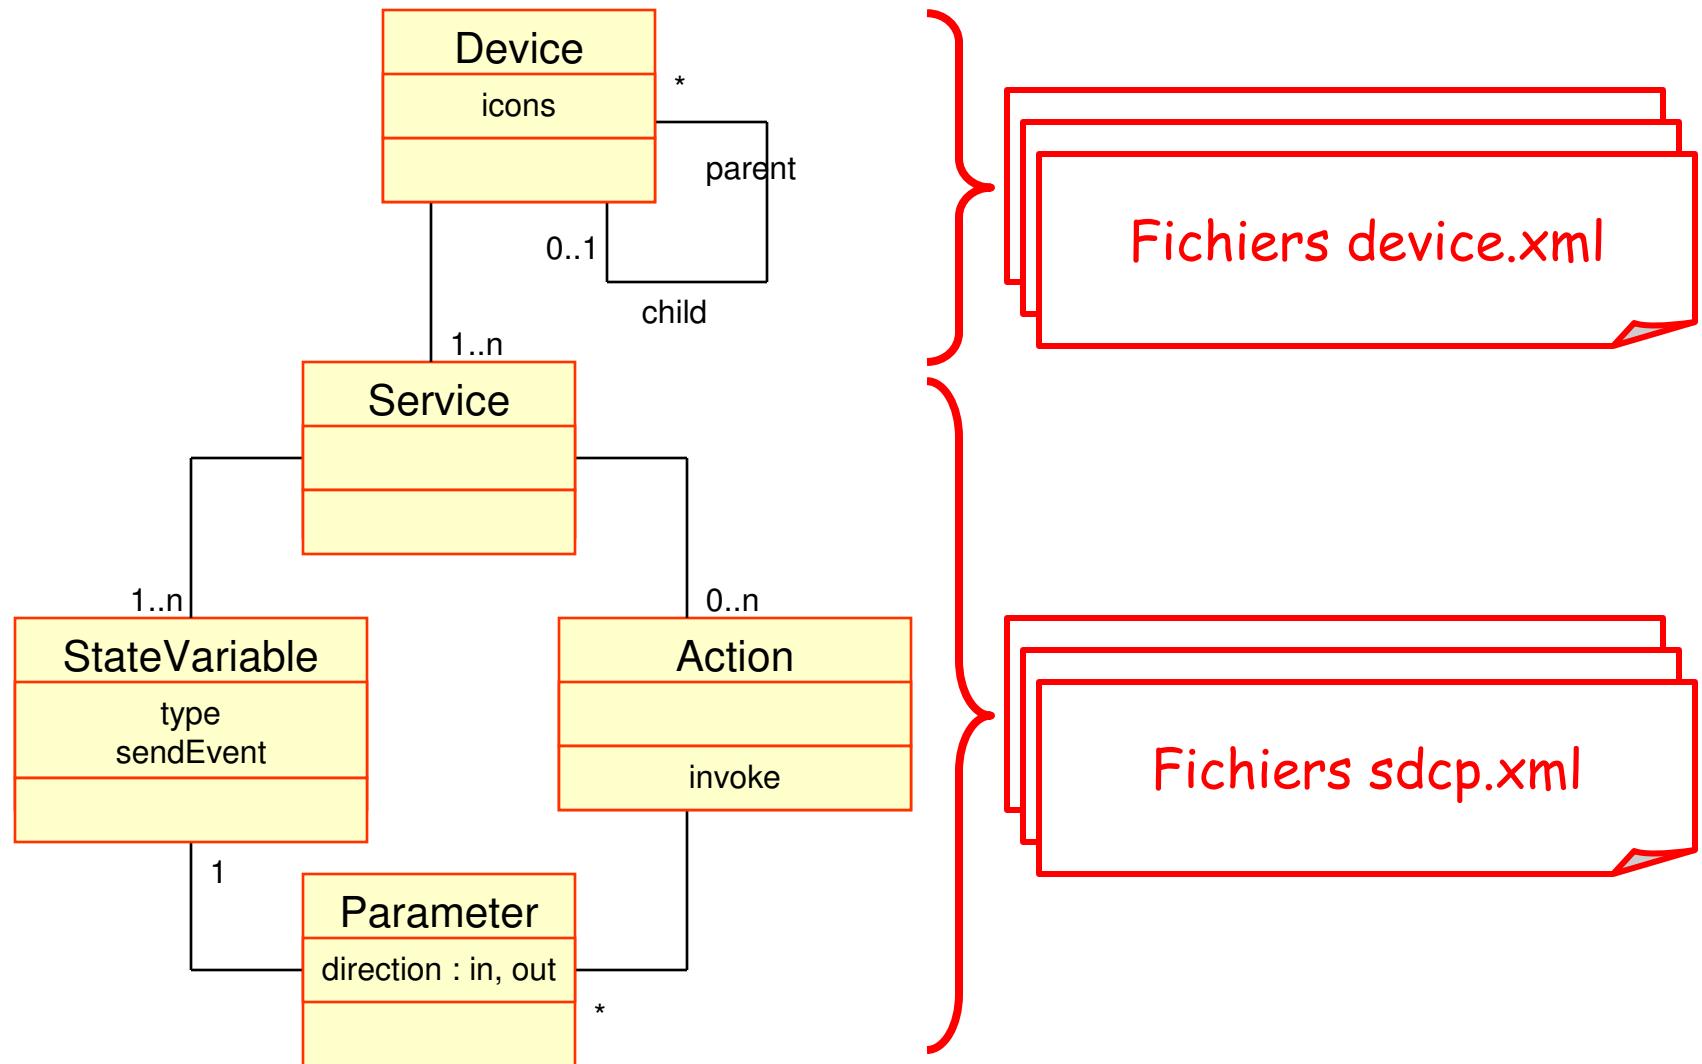 Device
icons
*
parent
0..1
child
1..n
Fichiers device.xml
Service
1..n
0..n
StateVariable
type
sendEvent
Action
invoke
Fichiers sdcp.xml
1
Parameter
direction : in, out
*